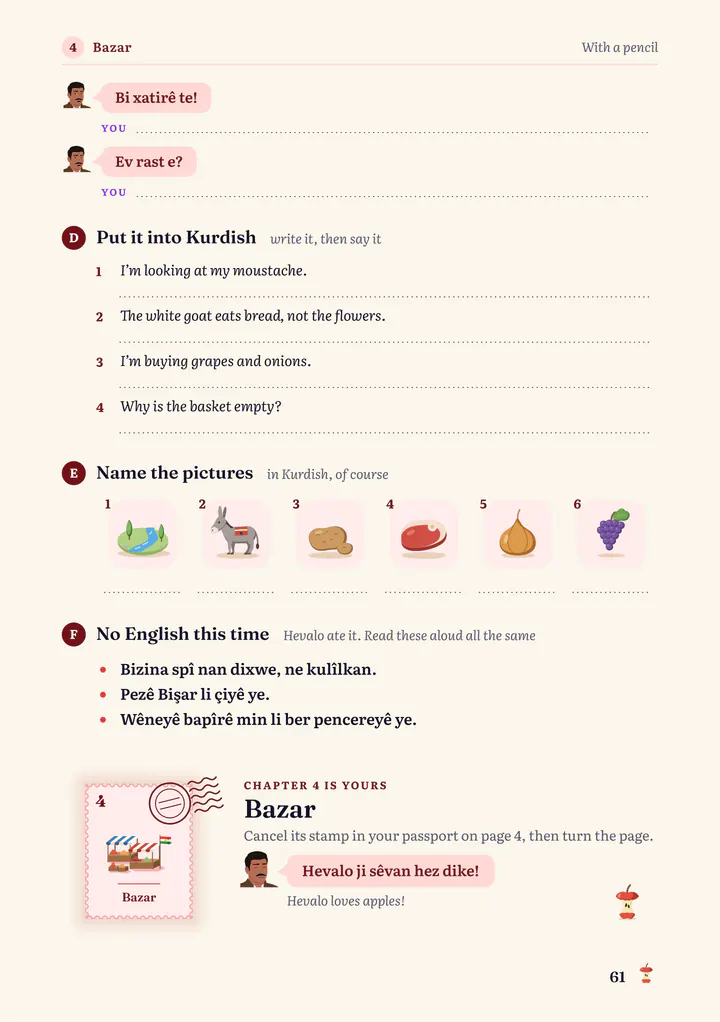 4 Bazar With a pencil
Bi xatirê te!
YOU
Ev rast e?
YOU
D Put it into Kurdish write it, then say it
1 I'm looking at my moustache.
2 The white goat eats bread, not the flowers.
3 I'm buying grapes and onions.
4 Why is the basket empty?
E Name the pictures in Kurdish, of course
1 2 3 4 5 6
F No English this time Hevalo ate it. Read these aloud all the same
• Bizina spî nan dixwe, ne kulîlkan.
• Pezê Bişar li çiyê ye.
• Wêneyê bapîrê min li ber pencereyê ye.
4
Bazar
CHAPTER 4 IS YOURS
Bazar
Cancel its stamp in your passport on page 4, then turn the page.
Hevalo ji sêvan hez dike!
Hevalo loves apples!
61